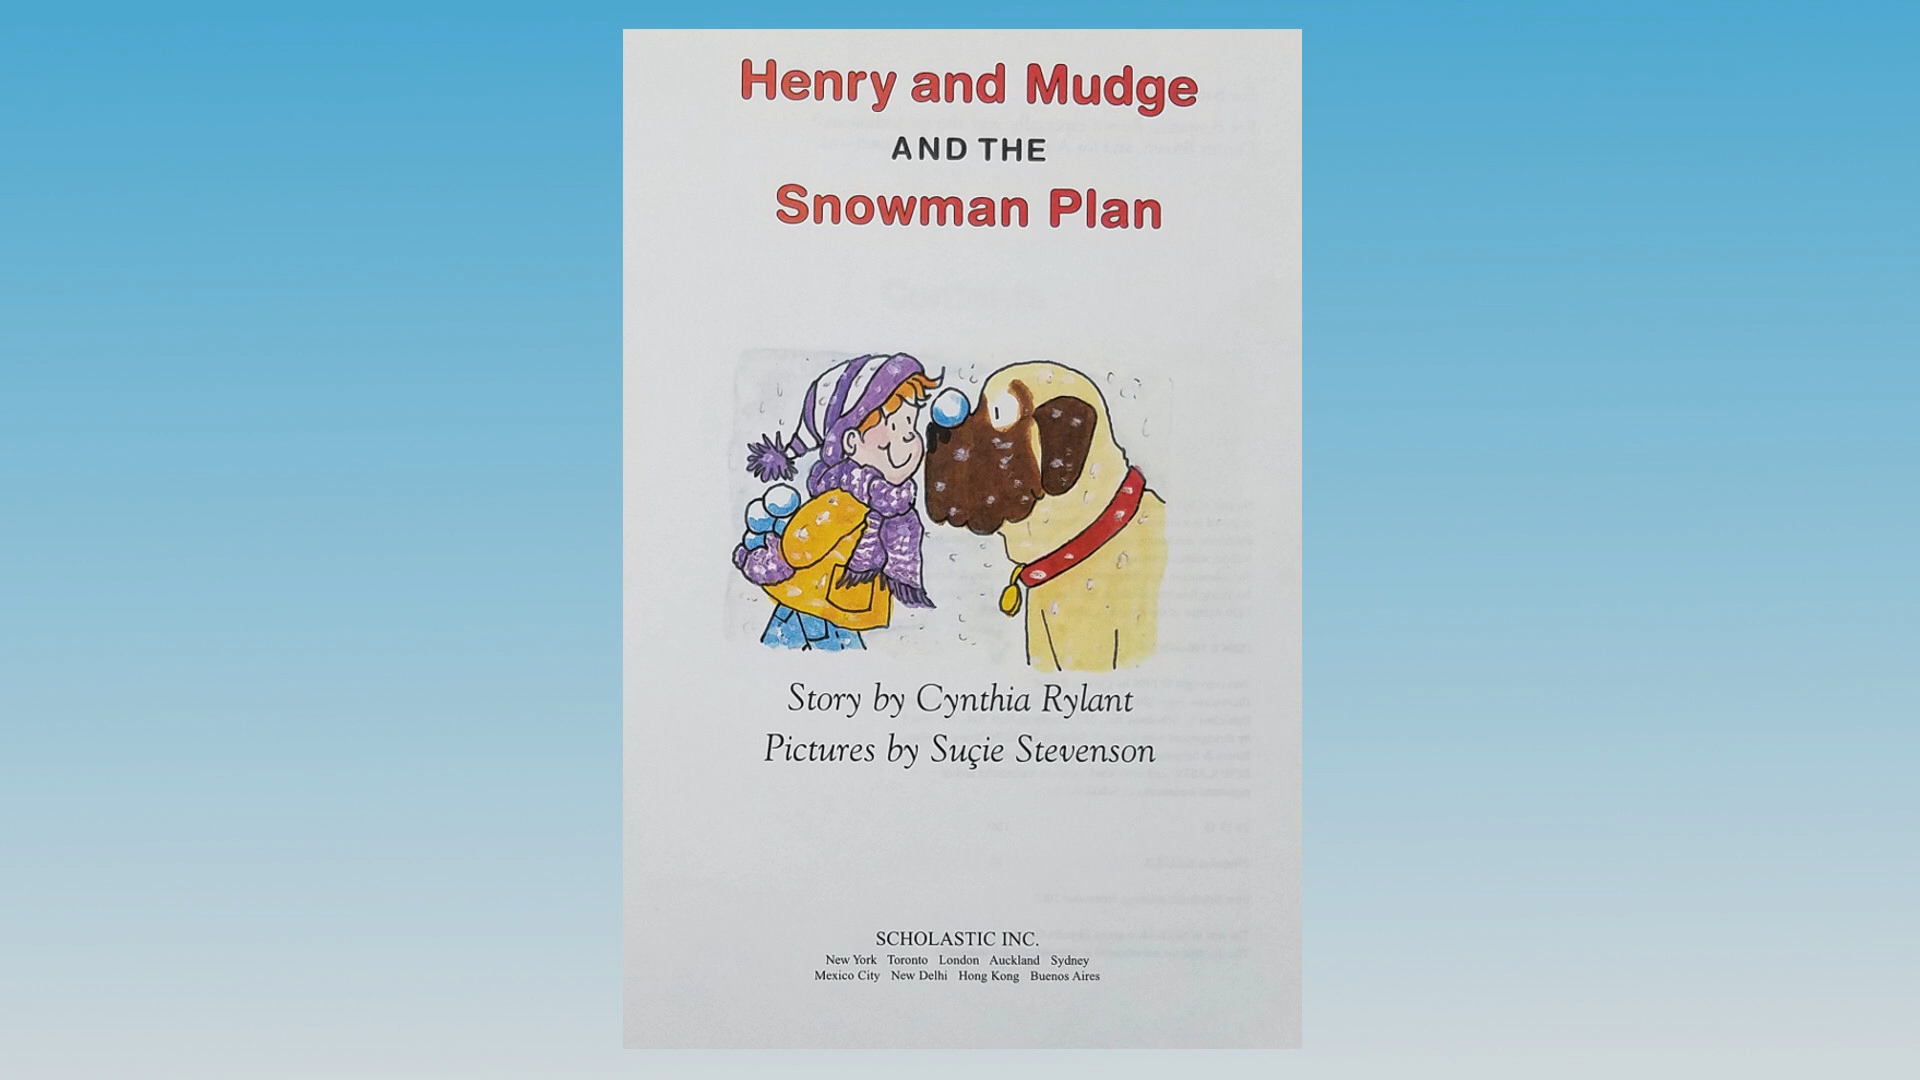 Henry and Mudge
AND THE
Snowman Plan
Story by Cynthia Rylant
Pictures by Suçie Stevenson
SCHOLASTIC INC.
New York Toronto London Auckland Sydney
Mexico City New Delhi Hong Kong Buenos Aires